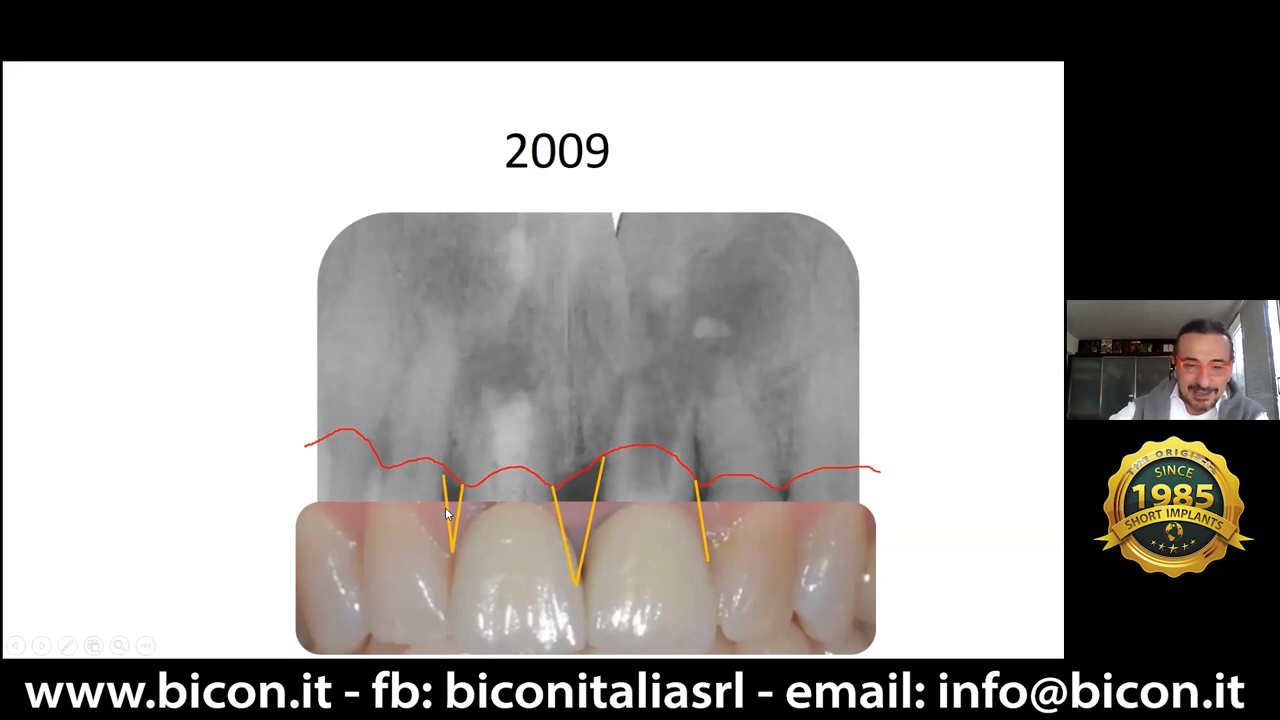 2009
THE ORIGINAL
SINCE
1985
SHORT IMPLANTS
www.bicon.it - fb: biconitaliasrl - email: info@bicon.it